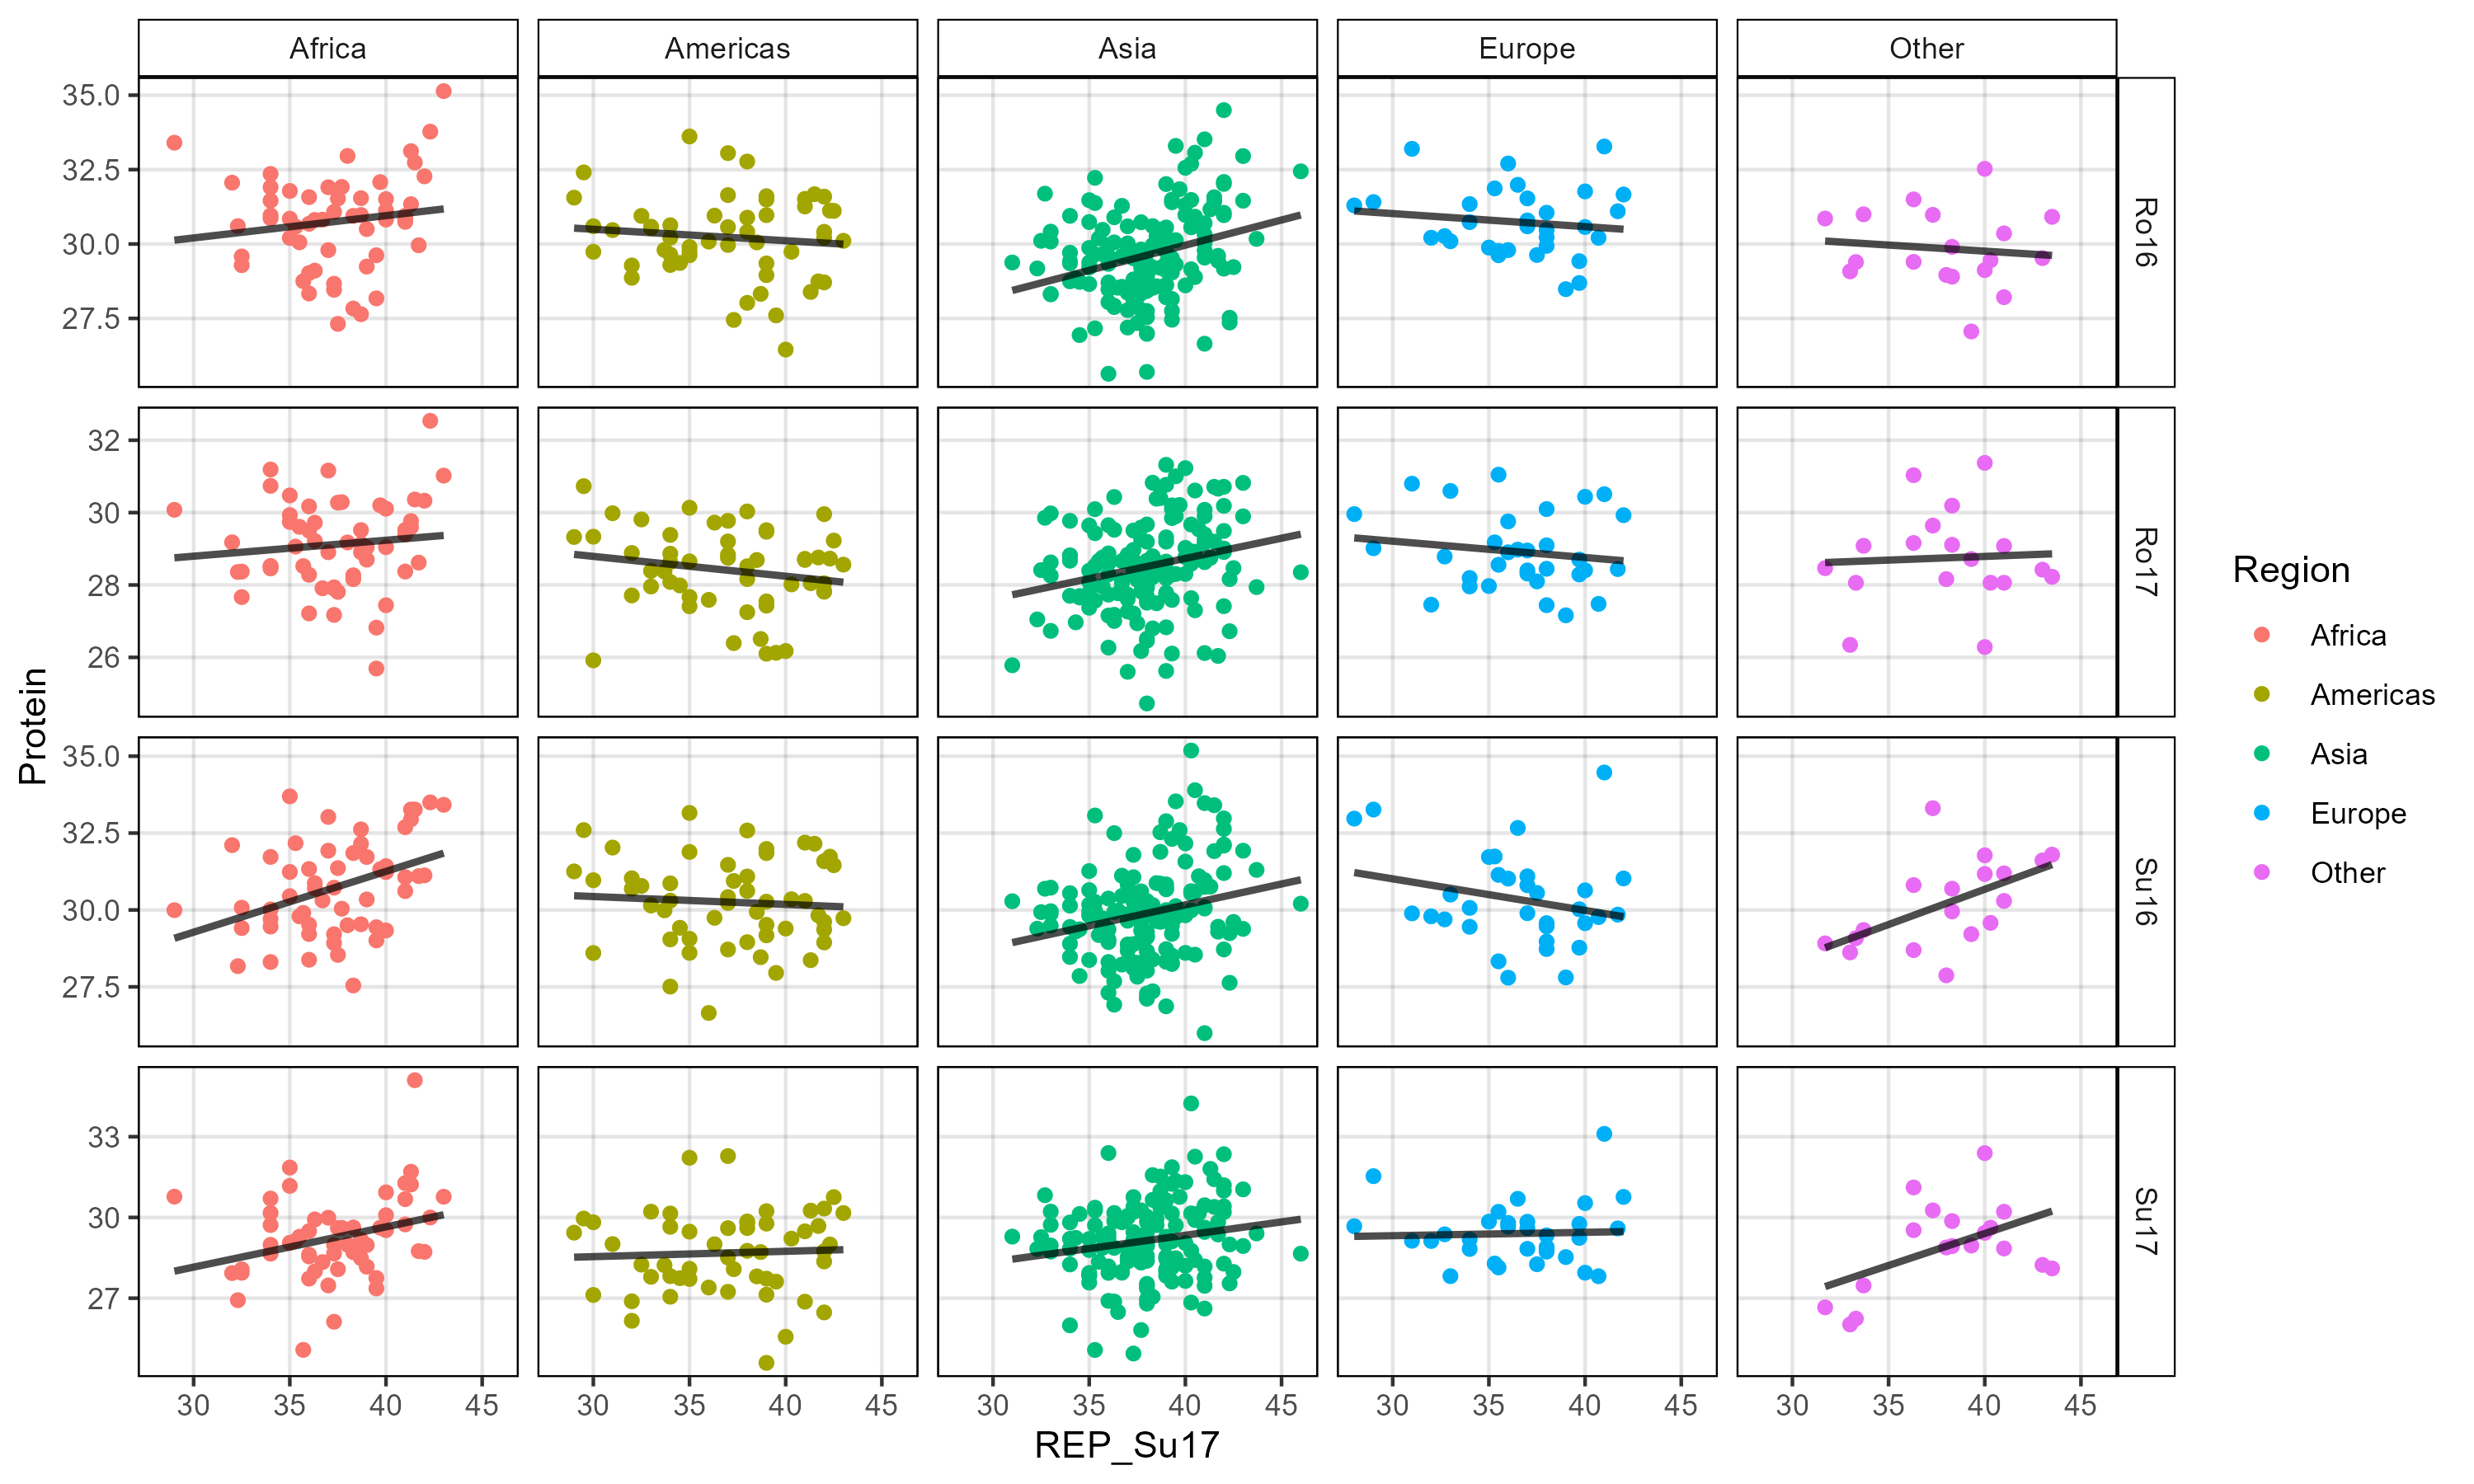 Africa Americas Asia Europe Other
35.0
32.5
30.0
27.5
Ro16
32
30
28
26
Ro17
35.0
32.5
30.0
27.5
Su16
33
30
27
Su17
30 35 40 45 30 35 40 45 30 35 40 45 30 35 40 45 30 35 40 45
REP_Su17
Protein
Region
Africa
Americas
Asia
Europe
Other